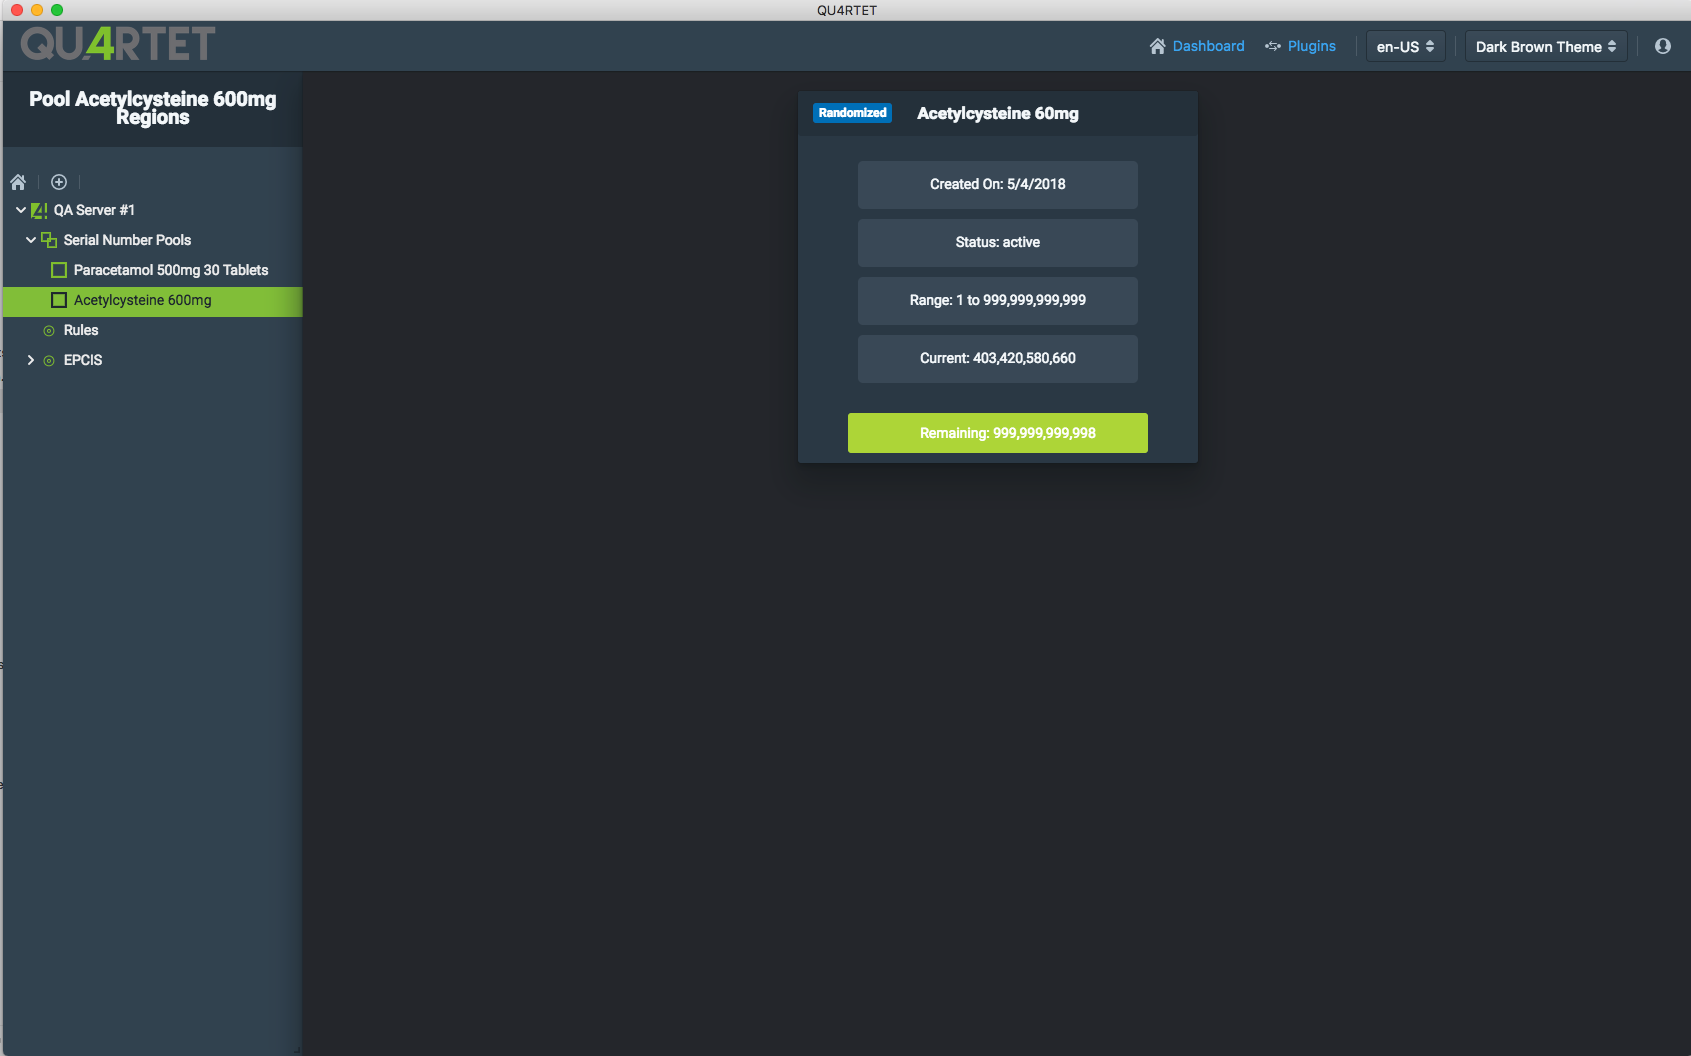 QU4RTET
QU4RTET
Dashboard
Plugins
en-US
Dark Brown Theme
Pool Acetylcysteine 600mg
Regions
QA Server #1
Serial Number Pools
Paracetamol 500mg 30 Tablets
Acetylcysteine 600mg
Rules
EPCIS
Randomized
Acetylcysteine 60mg
Created On: 5/4/2018
Status: active
Range: 1 to 999,999,999,999
Current: 403,420,580,660
Remaining: 999,999,999,998